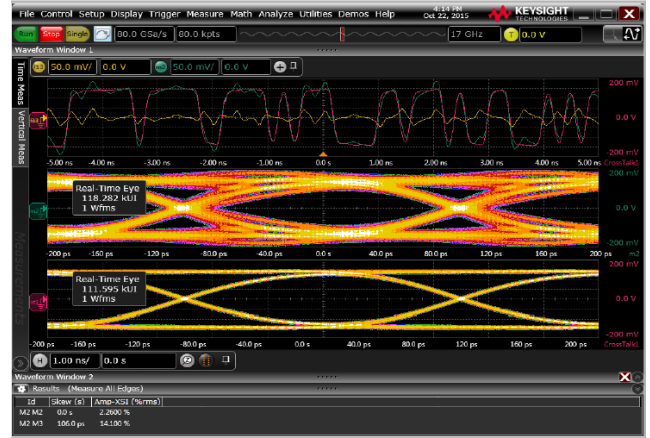 File Control Setup Display Trigger Measure Math Analyze Utilities Demos Help
4:14 PM
Oct 22, 2015
KEYSIGHT
TECHNOLOGIES
Run Stop Single 80.0 GSa/s 80.0 kpts 17 GHz T 0.0 V
Waveform Window 1
50.0 mV/ 0.0 V 50.0 mV/ 0.0 V
Time Meas
Vertical Meas
Measurements
200 mV
0.0 V
-200 mV
-5.00 ns -4.00 ns -3.00 ns -2.00 ns -1.00 ns 0.0 s 1.00 ns 2.00 ns 3.00 ns 4.00 ns 5.00 ns CrossTalk1
200 mV
Real-Time Eye
118.282 kUI
1 Wfms
0.0 V
-200 mV
-200 ps -160 ps -120 ps -80.0 ps -40.0 ps 0.0 s 40.0 ps 80.0 ps 120 ps 160 ps 200 ps m2
Real-Time Eye
111.595 kUI
1 Wfms
0.0 V
-200 mV
-200 ps -160 ps -120 ps -80.0 ps -40.0 ps 0.0 s 40.0 ps 80.0 ps 120 ps 160 ps 200 ps CrossTalk1
H 1.00 ns/ 0.0 s
Waveform Window 2
Results (Measure All Edges)
Id Skew (s) Amp-XSI (%rms)
M2 M2 0.0 s 2.2600 %
M2 M3 106.0 ps 14.100 %